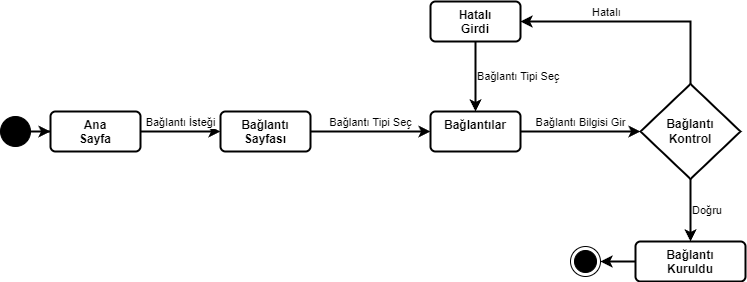 Hatalı
Girdi
Hatalı
Bağlantı Tipi Seç
Ana
Sayfa
Bağlantı İsteği
Bağlantı
Sayfası
Bağlantı Tipi Seç
Bağlantılar
Bağlantı Bilgisi Gir
Bağlantı
Kontrol
Doğru
Bağlantı
Kuruldu